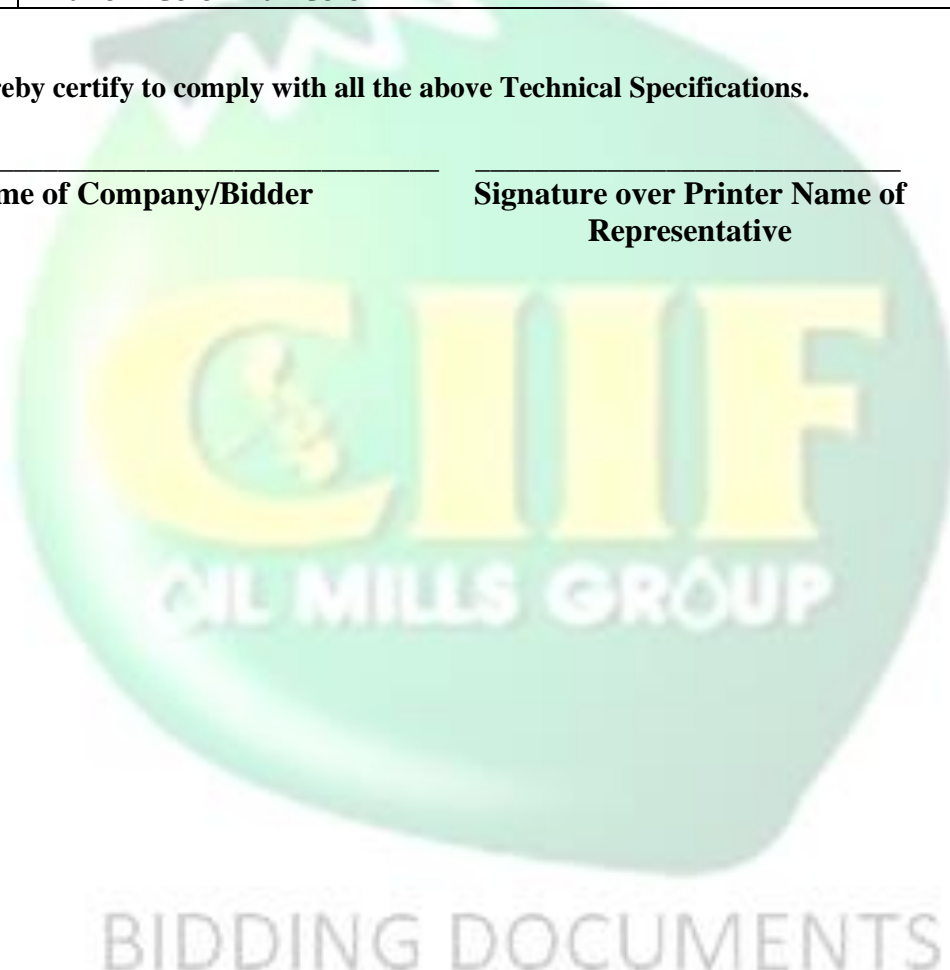 reby certify to comply with all the above Technical Specifications.
me of Company/Bidder
Signature over Printer Name of
Representative
CIIF
OIL MILLS GROUP
BIDDING DOCUMENTS